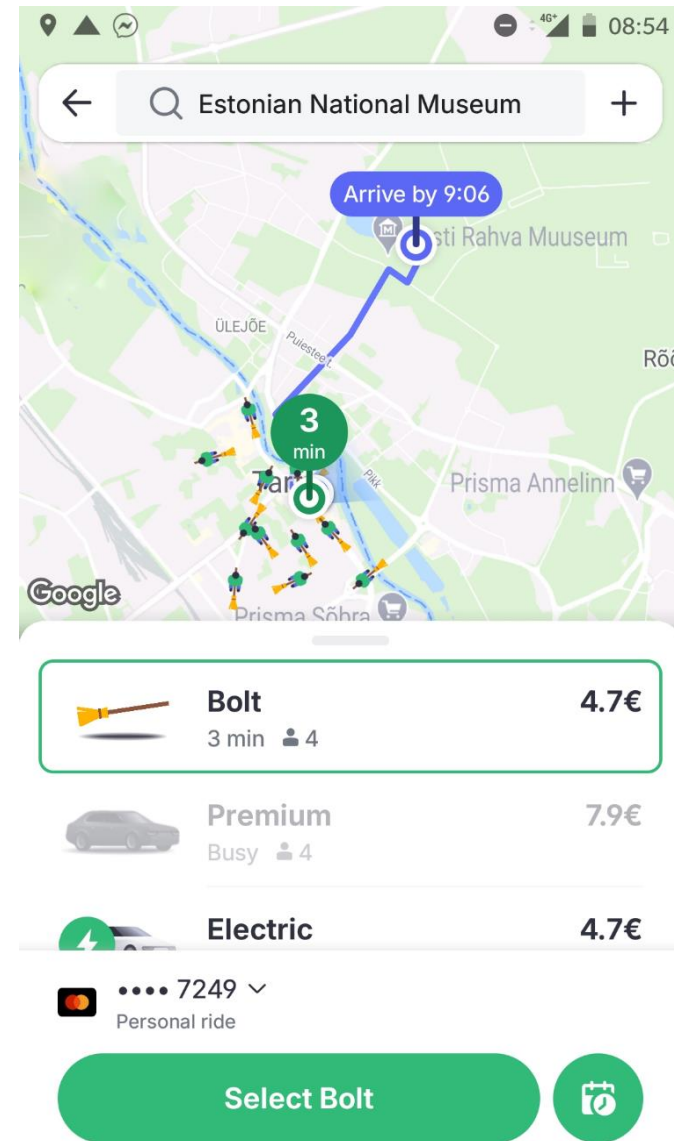 4G+ 08:54
Estonian National Museum
Arrive by 9:06
sti Rahva Muuseum
ÜLEJÕE
Puiestee t.
Rõõ
3
min
Tar
Pikk
Prisma Annelinn
Google
Prisma Sõbra
Bolt 4.7€
3 min 4
Premium 7.9€
Busy 4
Electric 4.7€
•••• 7249
Personal ride
Select Bolt